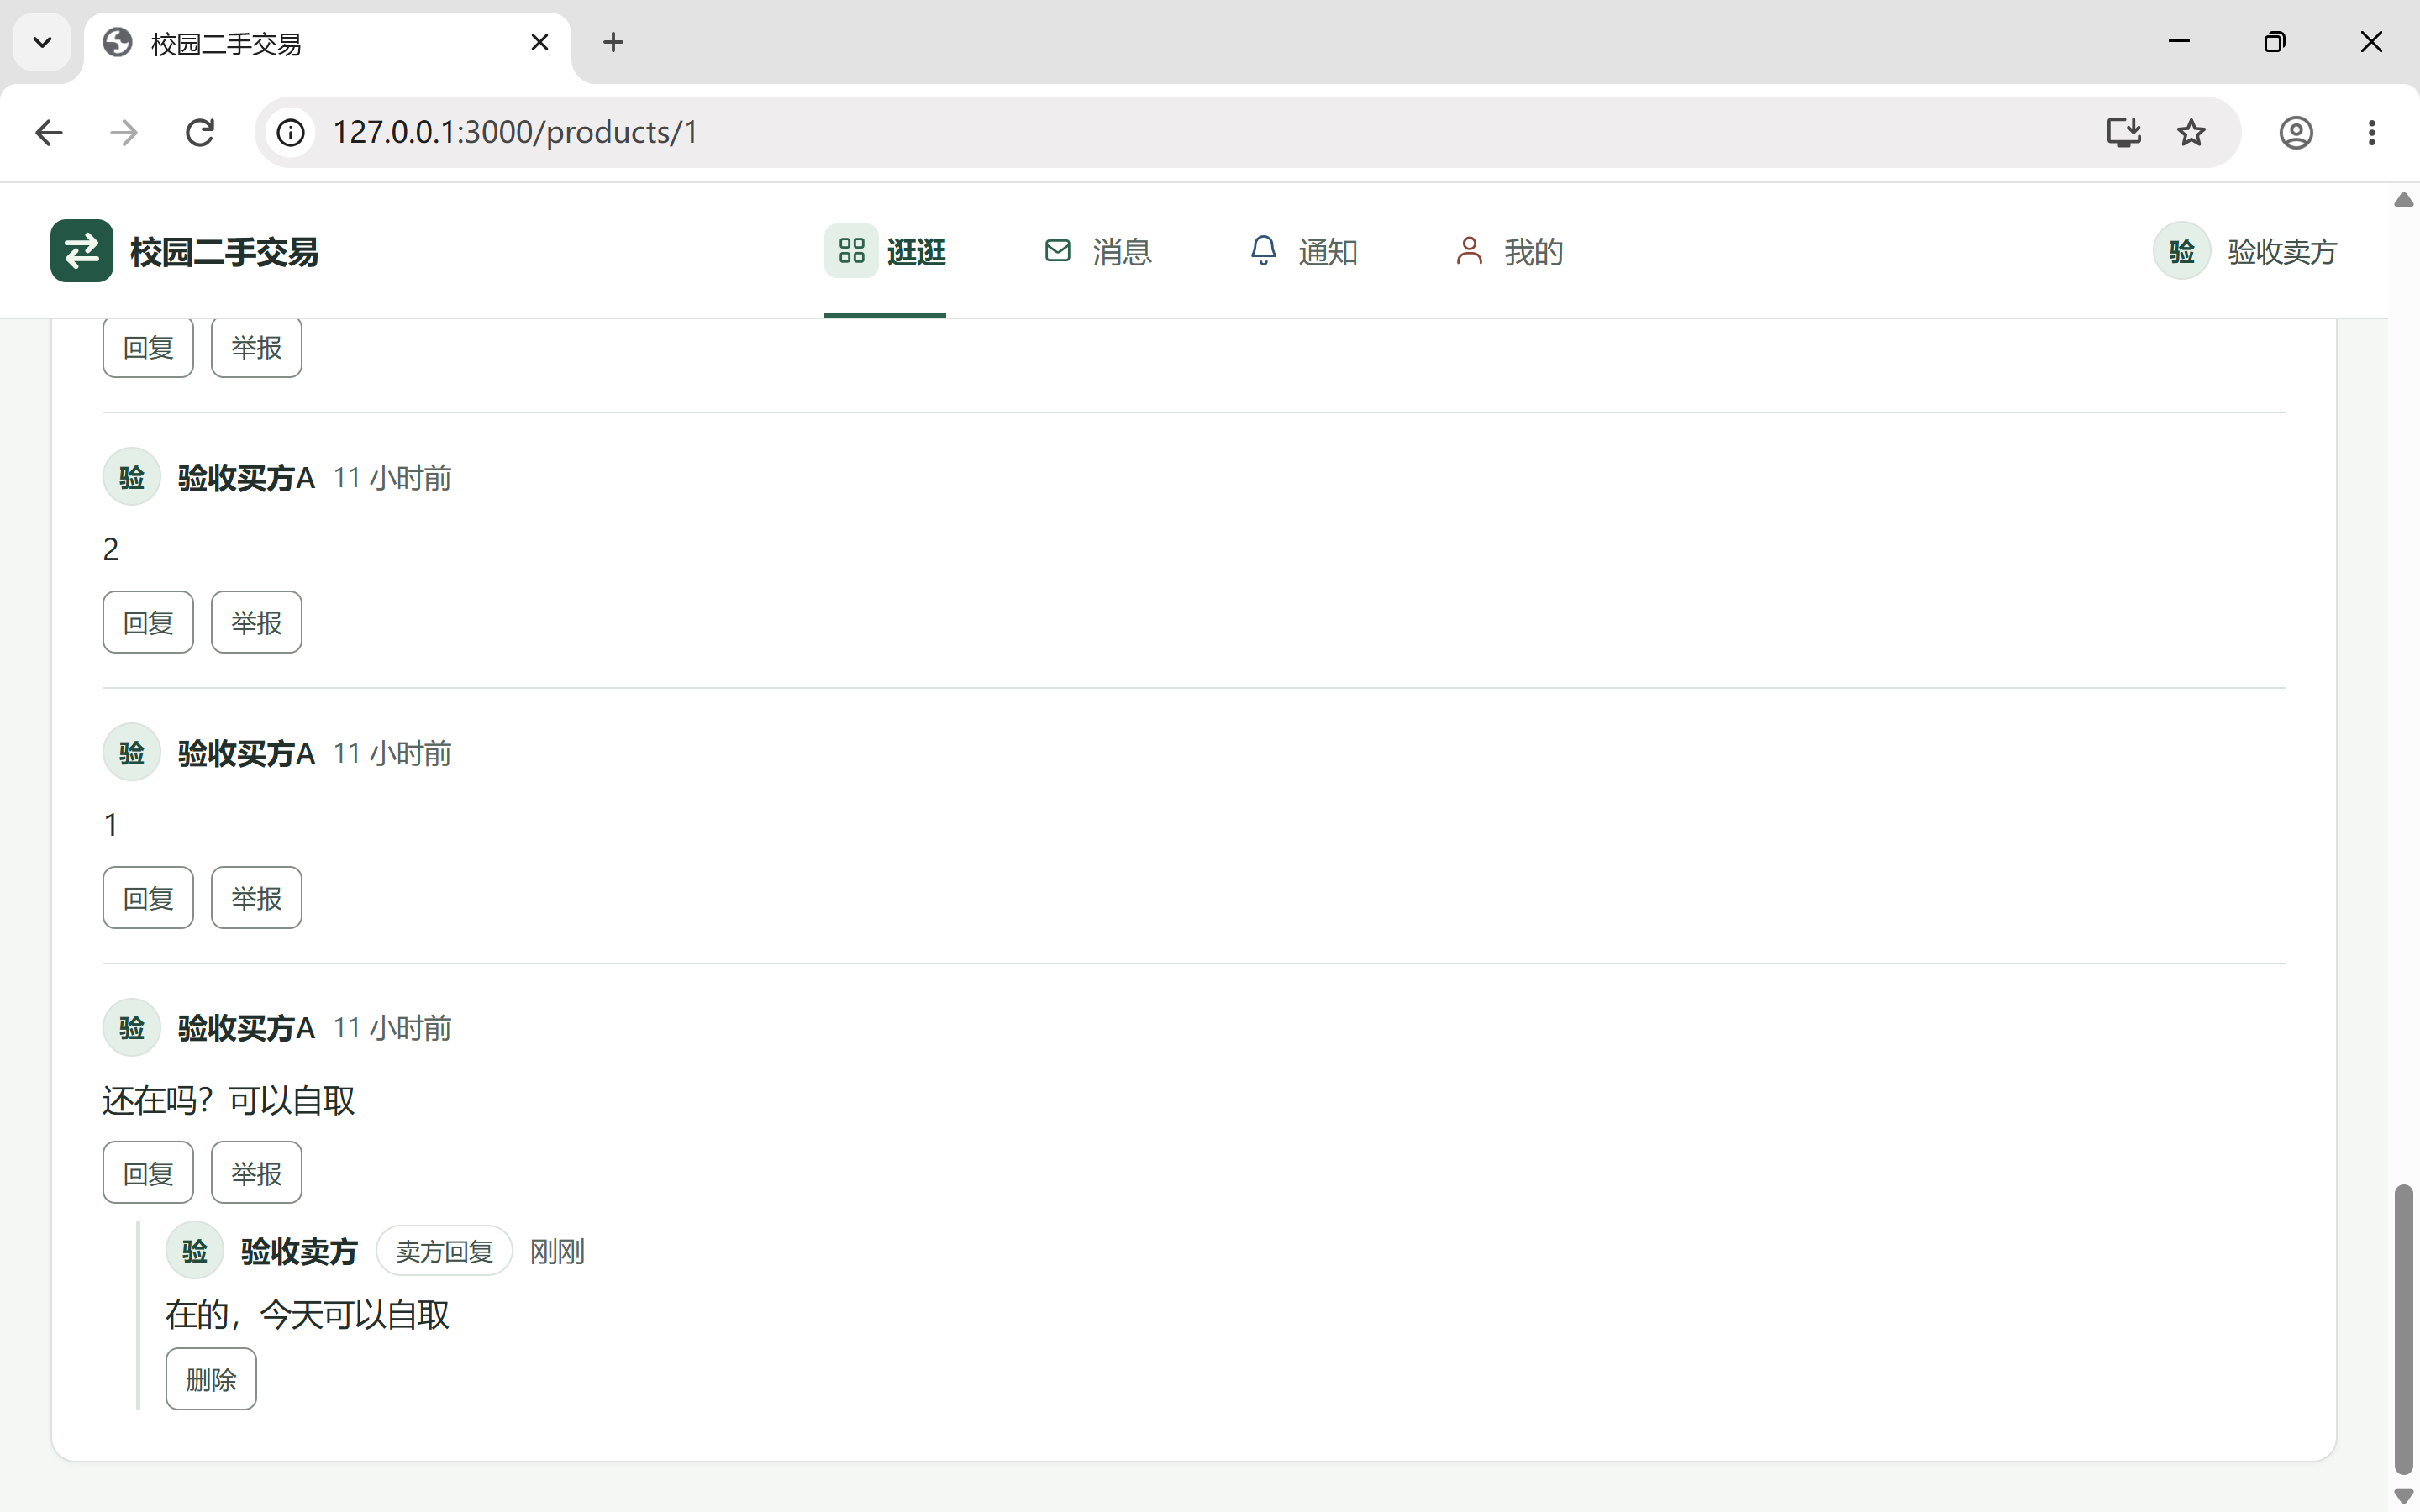 校园二手交易
127.0.0.1:3000/products/1
校园二手交易 逛逛 消息 通知 我的 验 验收卖方
回复 举报
验 验收买方A 11 小时前
2
回复 举报
验 验收买方A 11 小时前
1
回复 举报
验 验收买方A 11 小时前
还在吗？可以自取
回复 举报
验 验收卖方 卖方回复 刚刚
在的，今天可以自取
删除